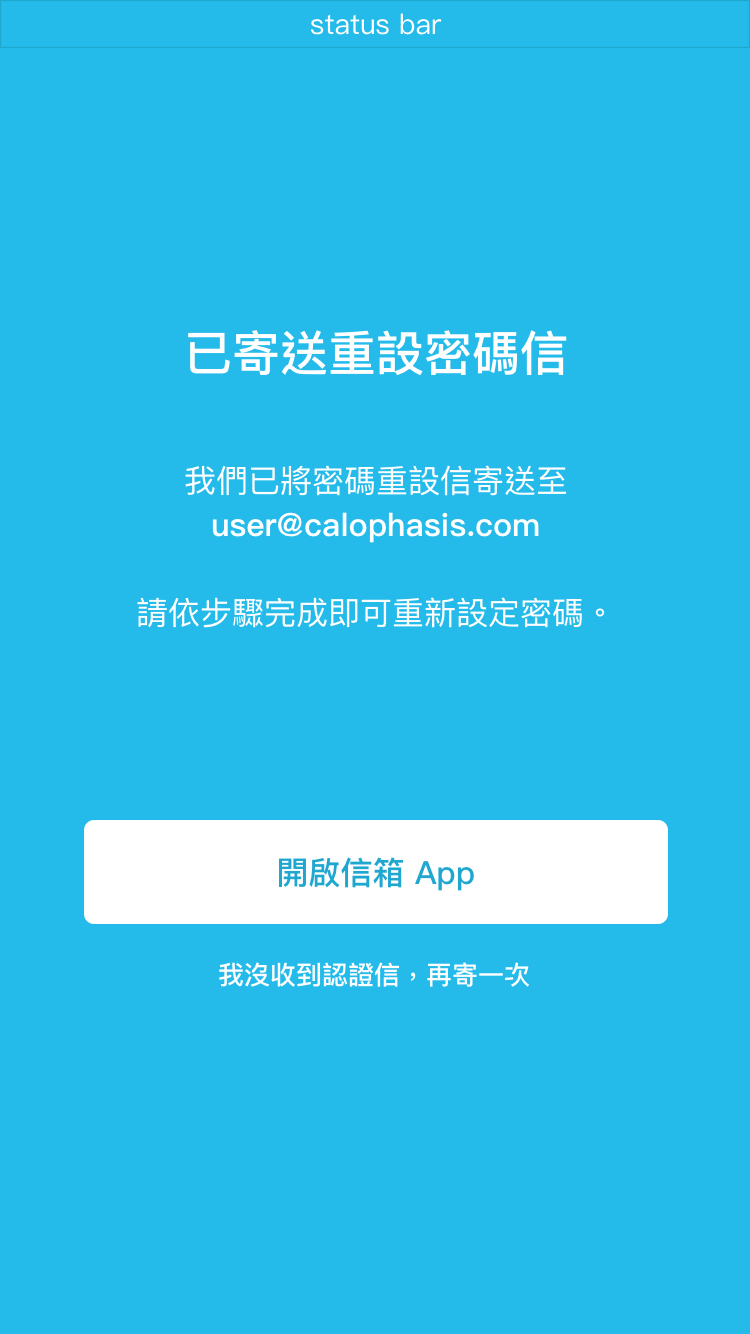 status bar
已寄送重設密碼信
我們已將密碼重設信寄送至
user@calophasis.com
請依步驟完成即可重新設定密碼。
開啟信箱 App
我沒收到認證信，再寄一次